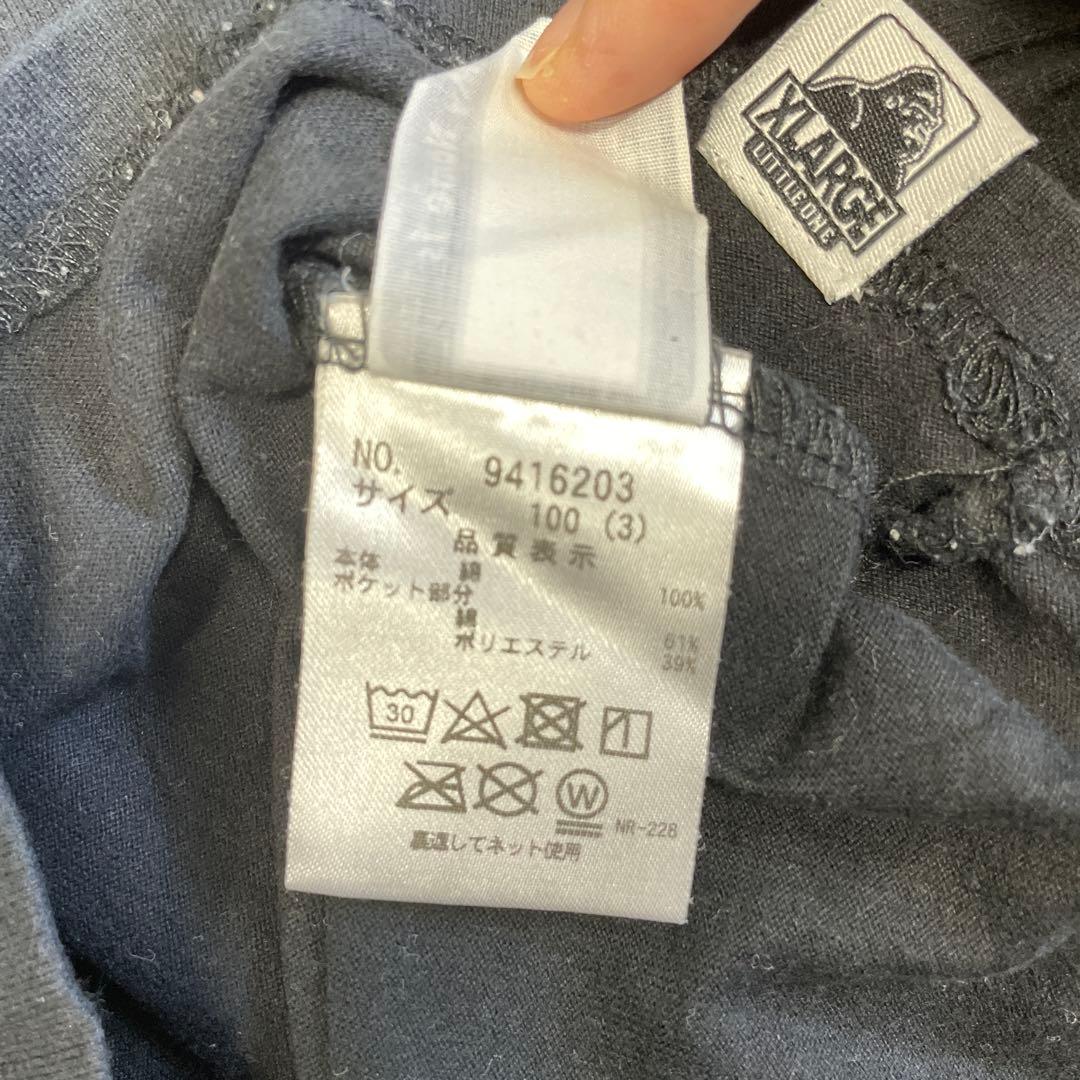 XLARGE
LITTLE ONE
NO. 9416203
サイズ 100 (3)
品質表示
本体 綿 100%
ポケット部分
綿 61%
ポリエステル 39%
30
W
NR-228
裏返してネット使用